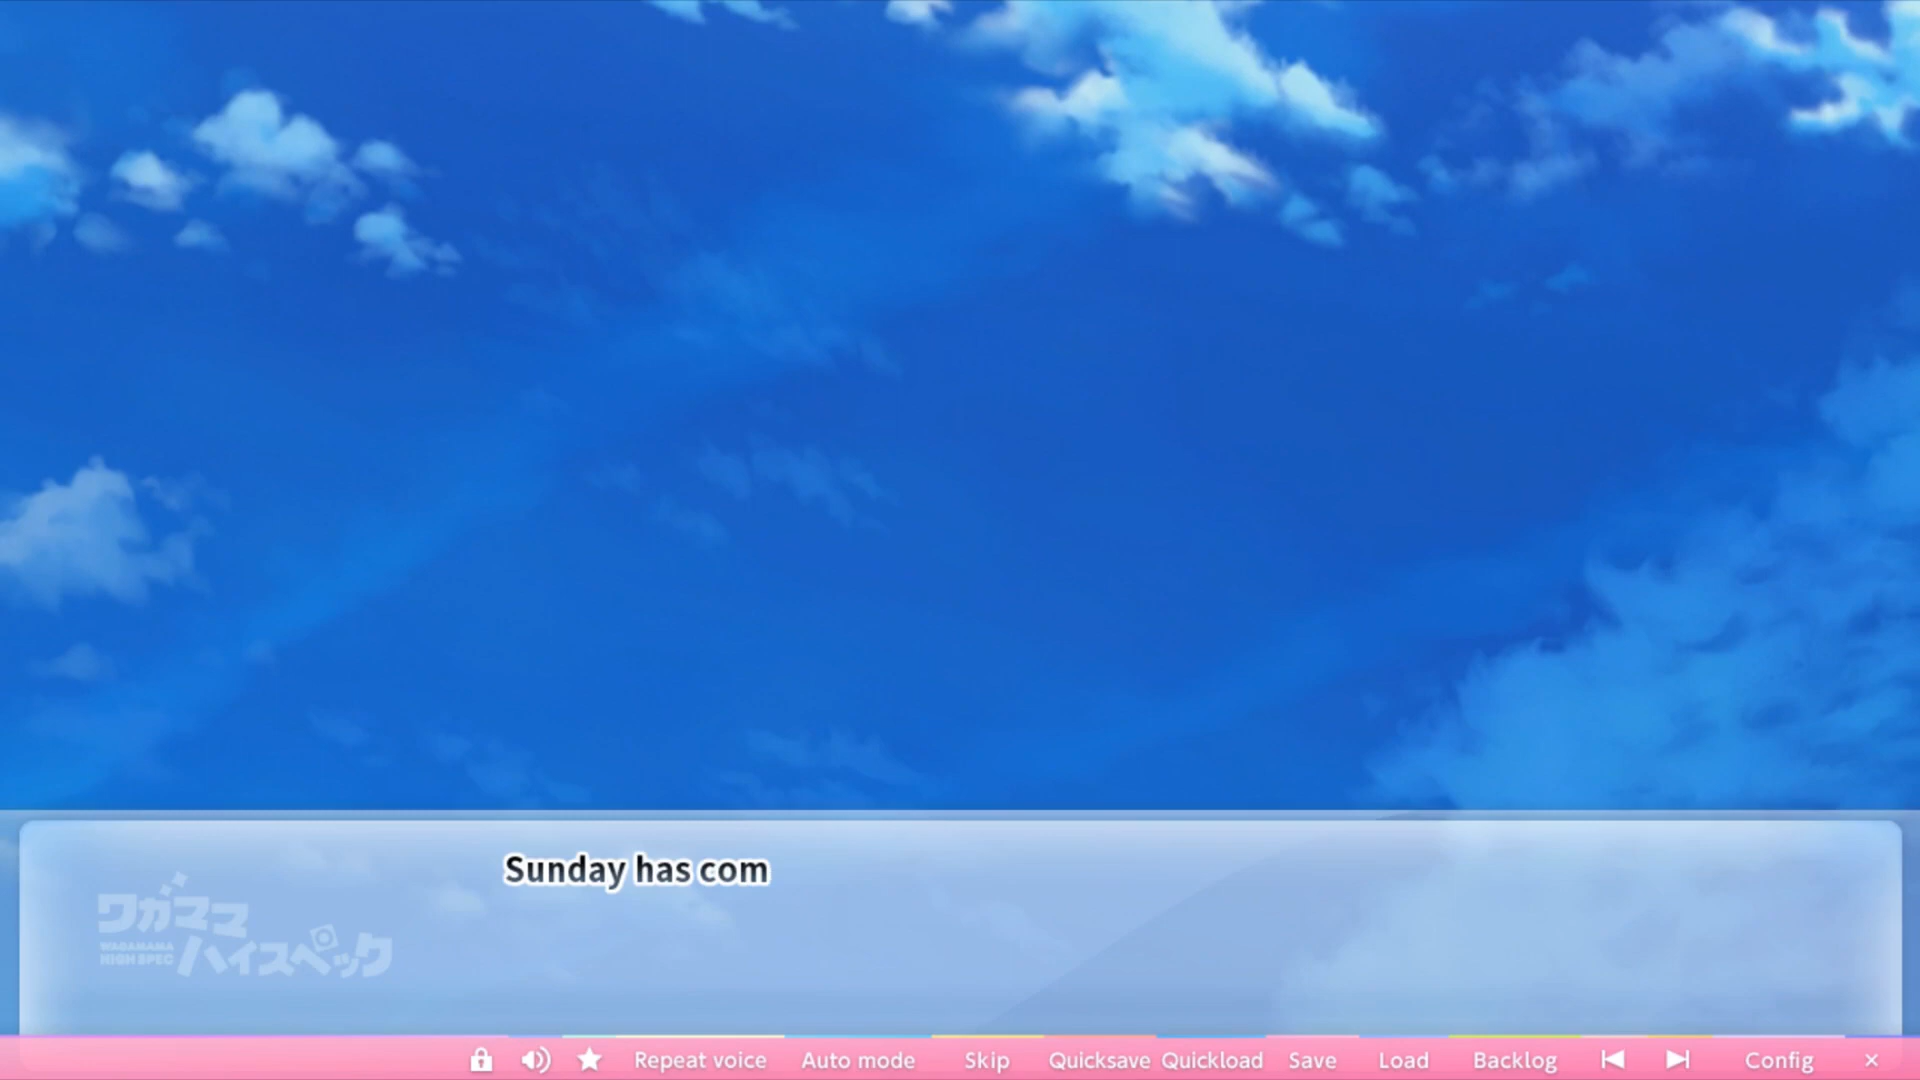 Sunday has com
ワガママ
WAGAMAMA
HIGH SPEC
ハイスペック
Repeat voice Auto mode Skip Quicksave Quickload Save Load Backlog Config